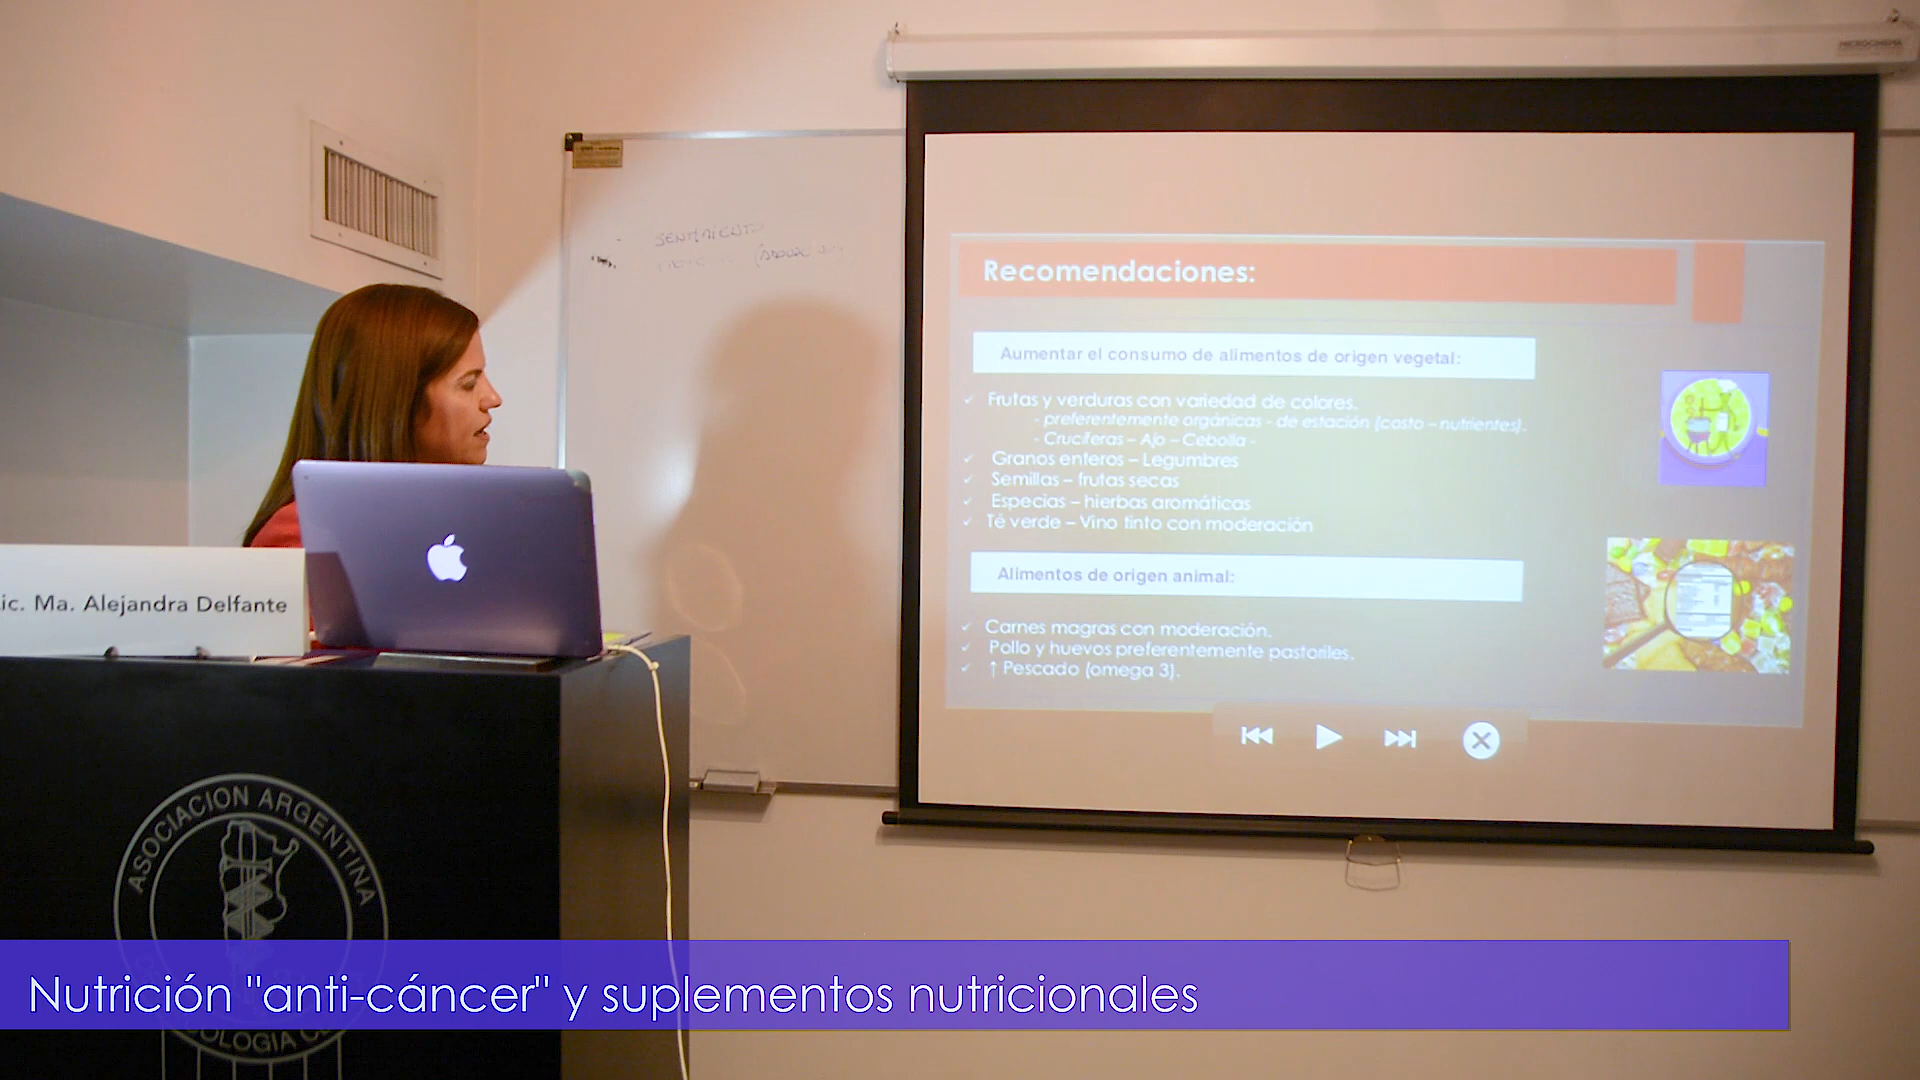 MICROCINEMA
SENTIMIENTO
Recomendaciones:
Aumentar el consumo de alimentos de origen vegetal:
✓ Frutas y verduras con variedad de colores.
- preferentemente orgánicas - de estación (costo – nutrientes).
- Crucíferas – Ajo – Cebolla -
✓ Granos enteros – Legumbres
✓ Semillas – frutas secas
✓ Especias – hierbas aromáticas
✓ Té verde – Vino tinto con moderación
Alimentos de origen animal:
✓ Carnes magras con moderación.
✓ Pollo y huevos preferentemente pastoriles.
✓ ↑ Pescado (omega 3).
ic. Ma. Alejandra Delfante
ASOCIACION ARGENTINA
Nutrición "anti-cáncer" y suplementos nutricionales